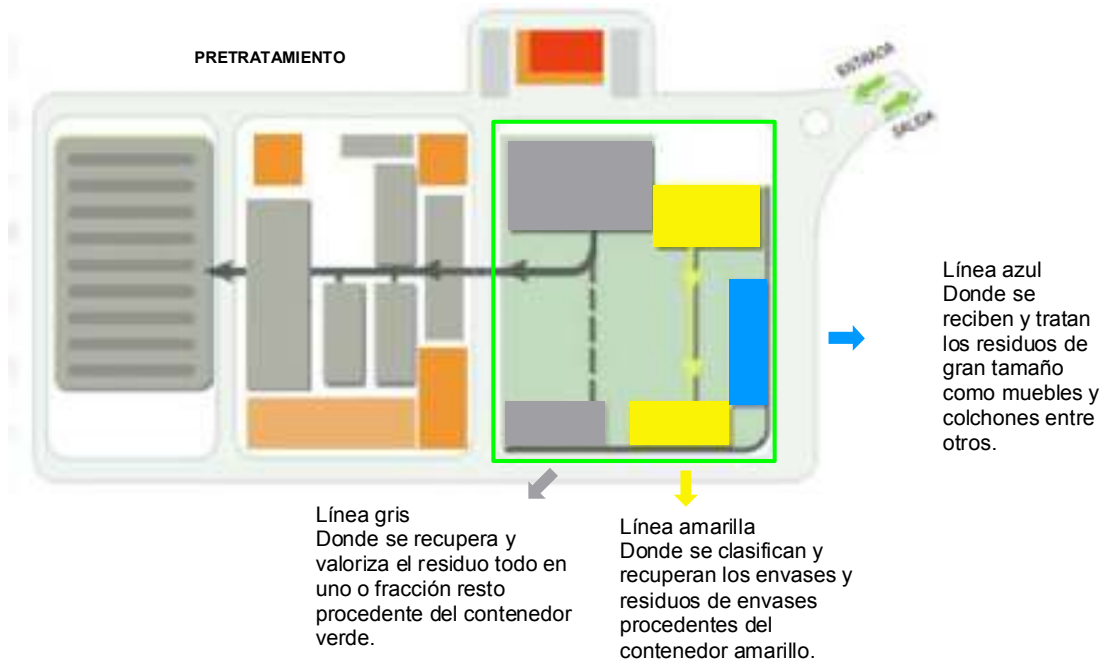 PRETRATAMIENTO
ENTRADA
SALIDA
Línea azul
Donde se
reciben y tratan
los residuos de
gran tamaño
como muebles y
colchones entre
otros.
Línea gris
Donde se recupera y
valoriza el residuo todo en
uno o fracción resto
procedente del contenedor
verde.
Línea amarilla
Donde se clasifican y
recuperan los envases y
residuos de envases
procedentes del
contenedor amarillo.